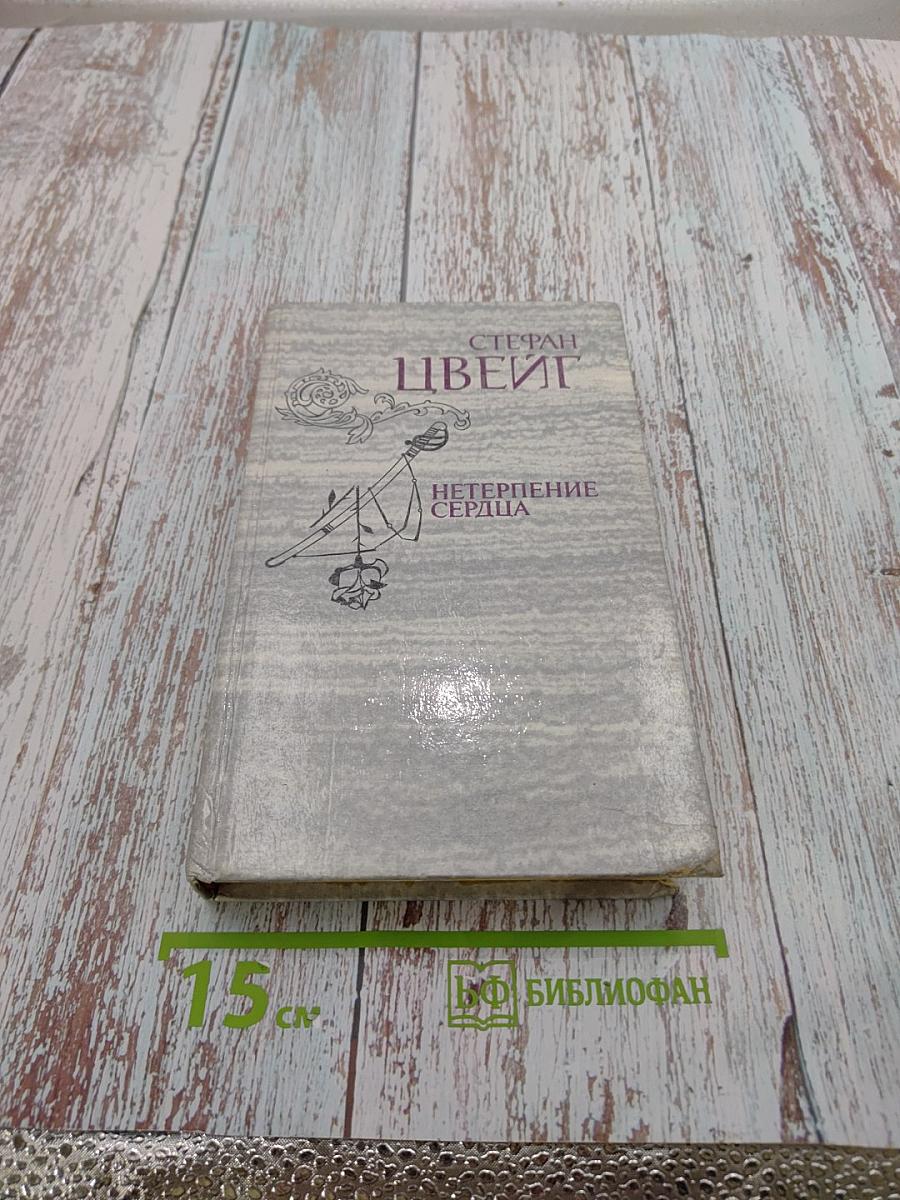 СТЕФАН
ЦВЕЙГ
НЕТЕРПЕНИЕ
СЕРДЦА
15 см
БФ БИБЛИОФАН